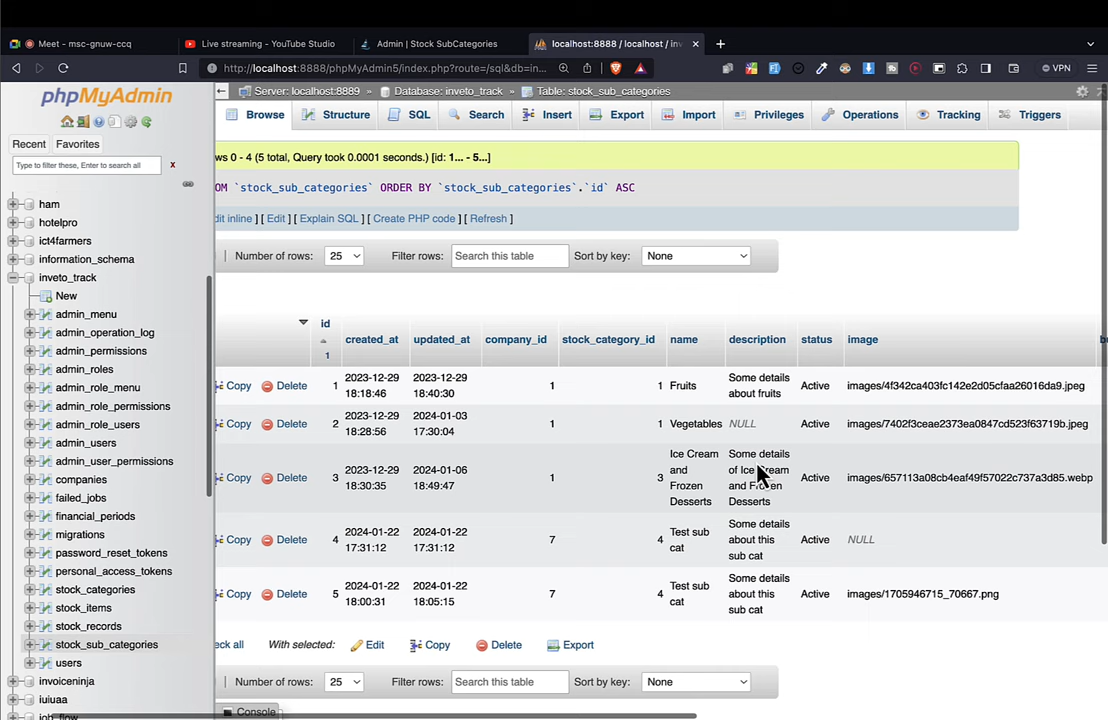 Meet - msc-gnuw-ccq
Live streaming - YouTube Studio
Admin | Stock SubCategories
localhost:8888 / localhost / inv
http://localhost:8888/phpMyAdmin5/index.php?route=/sql&db=in...
VPN
phpMyAdmin
Recent
Favorites
Type to filter these, Enter to search all
X
ham
hotelpro
ict4farmers
information_schema
inveto_track
New
admin_menu
admin_operation_log
admin_permissions
admin_roles
admin_role_menu
admin_role_permissions
admin_role_users
admin_users
admin_user_permissions
companies
failed_jobs
financial_periods
migrations
password_reset_tokens
personal_access_tokens
stock_categories
stock_items
stock_records
stock_sub_categories
users
invoiceninja
iuiuaa
job_flow
Server: localhost:8889 » Database: inveto_track » Table: stock_sub_categories
Browse Structure SQL Search Insert Export Import Privileges Operations Tracking Triggers
ws 0 - 4 (5 total, Query took 0.0001 seconds.) [id: 1... - 5...]
OM `stock_sub_categories` ORDER BY `stock_sub_categories`.`id` ASC
dit inline ] [ Edit ] [ Explain SQL ] [ Create PHP code ] [ Refresh ]
Number of rows: 25 Filter rows: Search this table Sort by key: None
id 1 created_at updated_at company_id stock_category_id name description status image
Copy Delete 1 2023-12-29 18:18:46 2023-12-29 18:40:30 1 1 Fruits Some details about fruits Active images/4f342ca403fc142e2d05cfaa26016da9.jpeg
Copy Delete 2 2023-12-29 18:28:56 2024-01-03 17:30:04 1 1 Vegetables NULL Active images/7402f3ceae2373ea0847cd523f63719b.jpeg
Copy Delete 3 2023-12-29 18:30:35 2024-01-06 18:49:47 1 3 Ice Cream and Frozen Desserts Some details of Ice Cream and Frozen Desserts Active images/657113a08cb4eaf49f57022c737a3d85.webp
Copy Delete 4 2024-01-22 17:31:12 2024-01-22 17:31:12 7 4 Test sub cat Some details about this sub cat Active NULL
Copy Delete 5 2024-01-22 18:00:31 2024-01-22 18:05:15 7 4 Test sub cat Some details about this sub cat Active images/1705946715_70667.png
eck all With selected: Edit Copy Delete Export
Number of rows: 25 Filter rows: Search this table Sort by key: None
Console